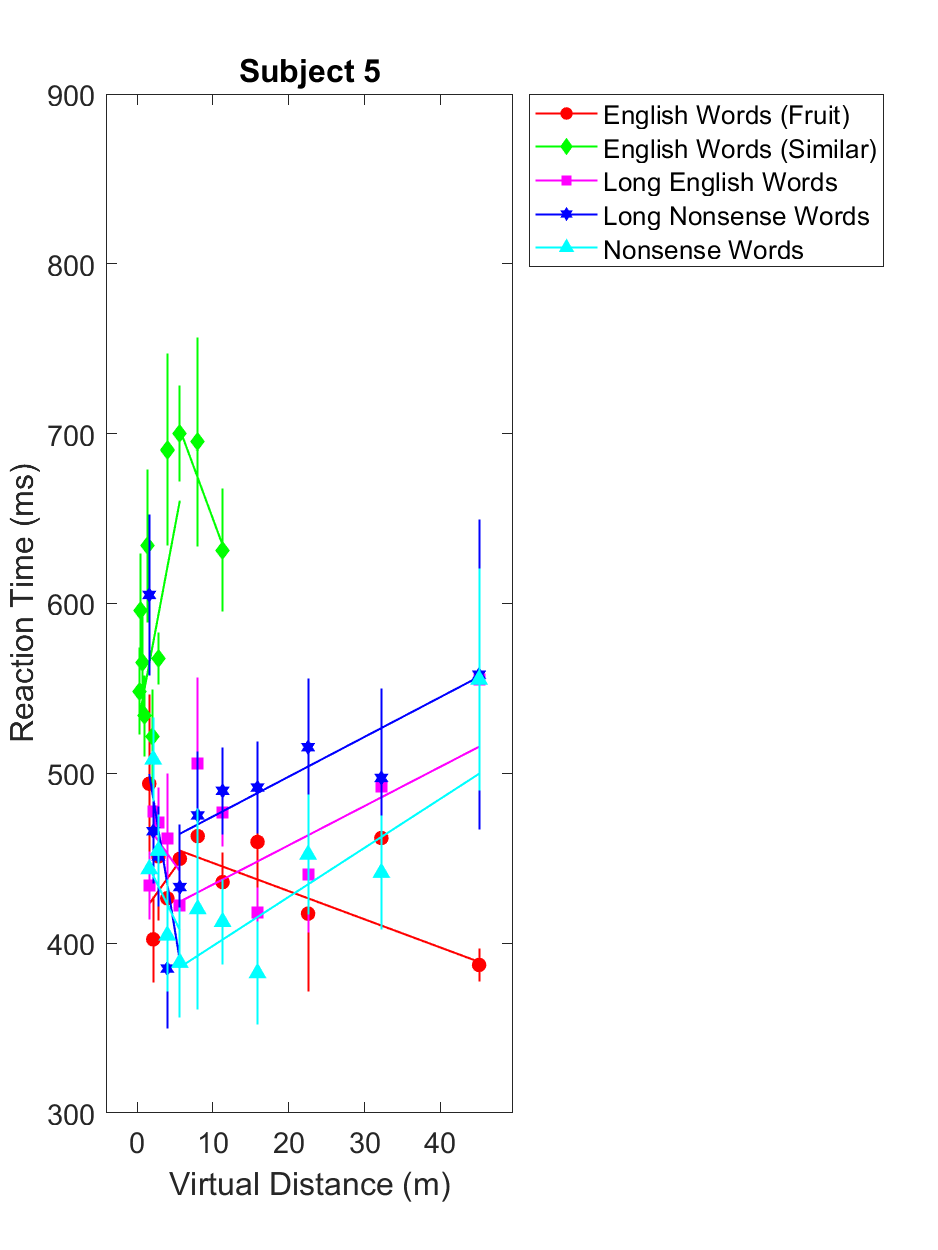 Subject 5
900
800
700
600
500
400
300
Reaction Time (ms)
0 10 20 30 40
Virtual Distance (m)
English Words (Fruit)
English Words (Similar)
Long English Words
Long Nonsense Words
Nonsense Words